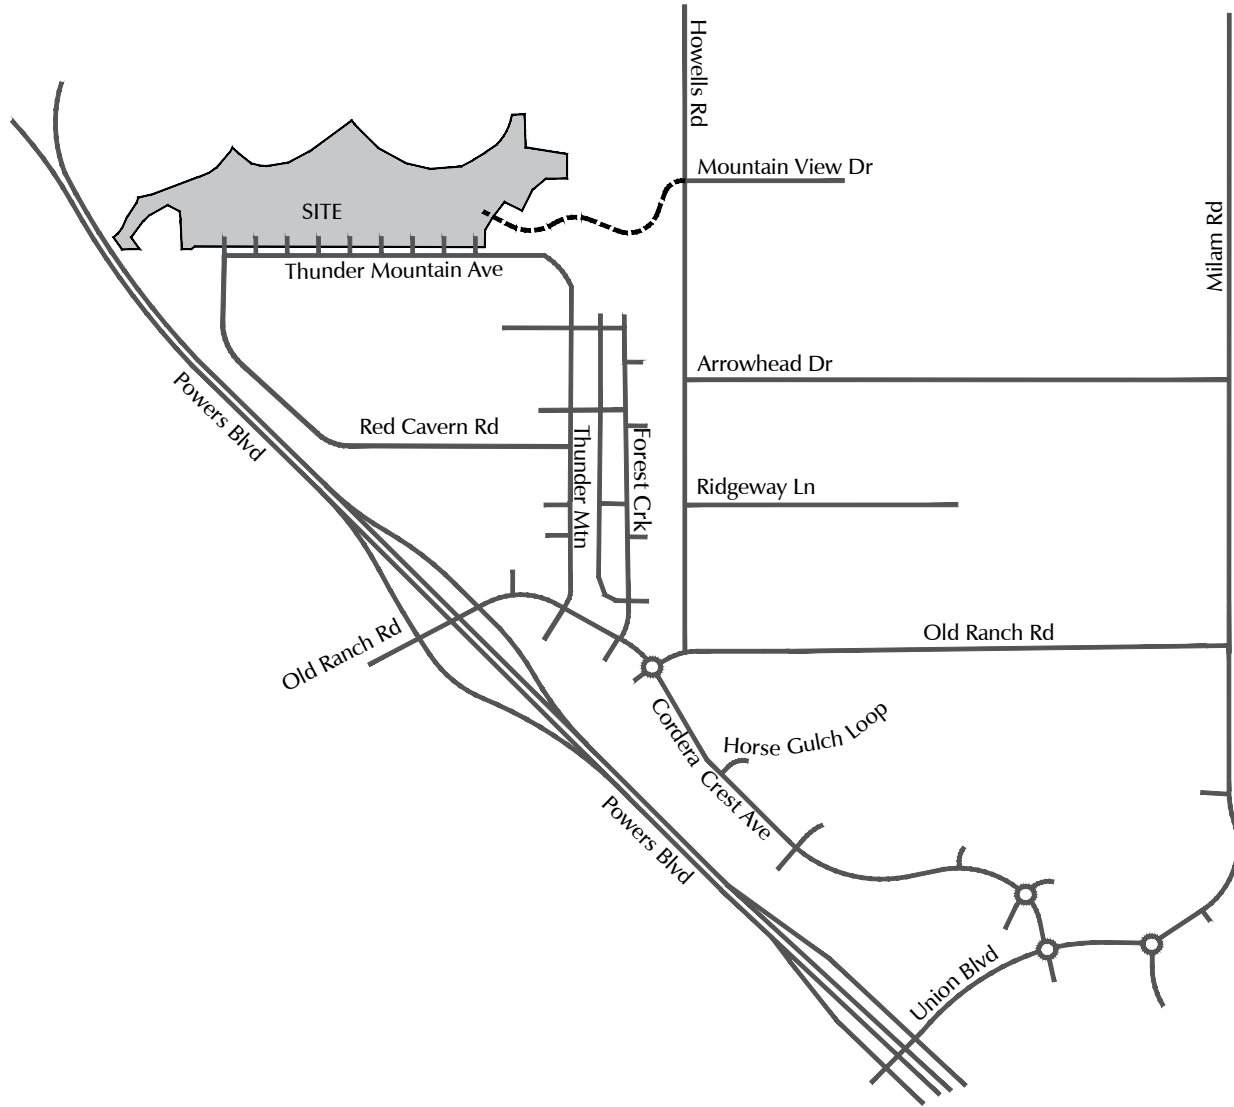 Howells Rd
Mountain View Dr
SITE
Milam Rd
Thunder Mountain Ave
Arrowhead Dr
Powers Blvd
Red Cavern Rd
Thunder Mtn
Forest Crk
Ridgeway Ln
Old Ranch Rd
Old Ranch Rd
Cordera Crest Ave
Horse Gulch Loop
Powers Blvd
Union Blvd